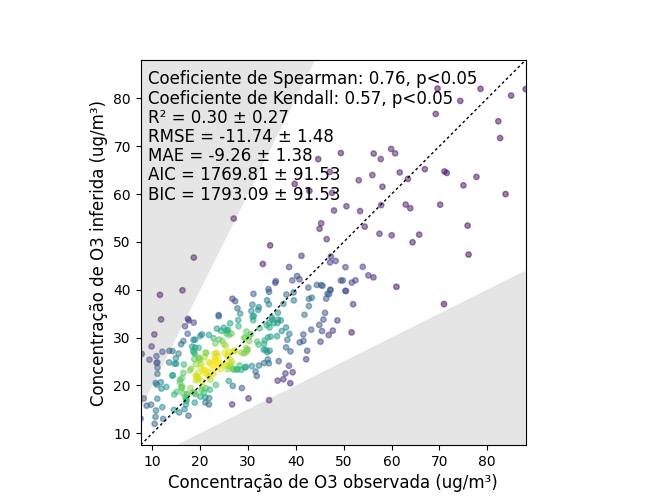 Coeficiente de Spearman: 0.76, p<0.05
Coeficiente de Kendall: 0.57, p<0.05
R² = 0.30 ± 0.27
RMSE = -11.74 ± 1.48
MAE = -9.26 ± 1.38
AIC = 1769.81 ± 91.53
BIC = 1793.09 ± 91.53
Concentração de O3 inferida (ug/m³)
80
70
60
50
40
30
20
10
10 20 30 40 50 60 70 80
Concentração de O3 observada (ug/m³)